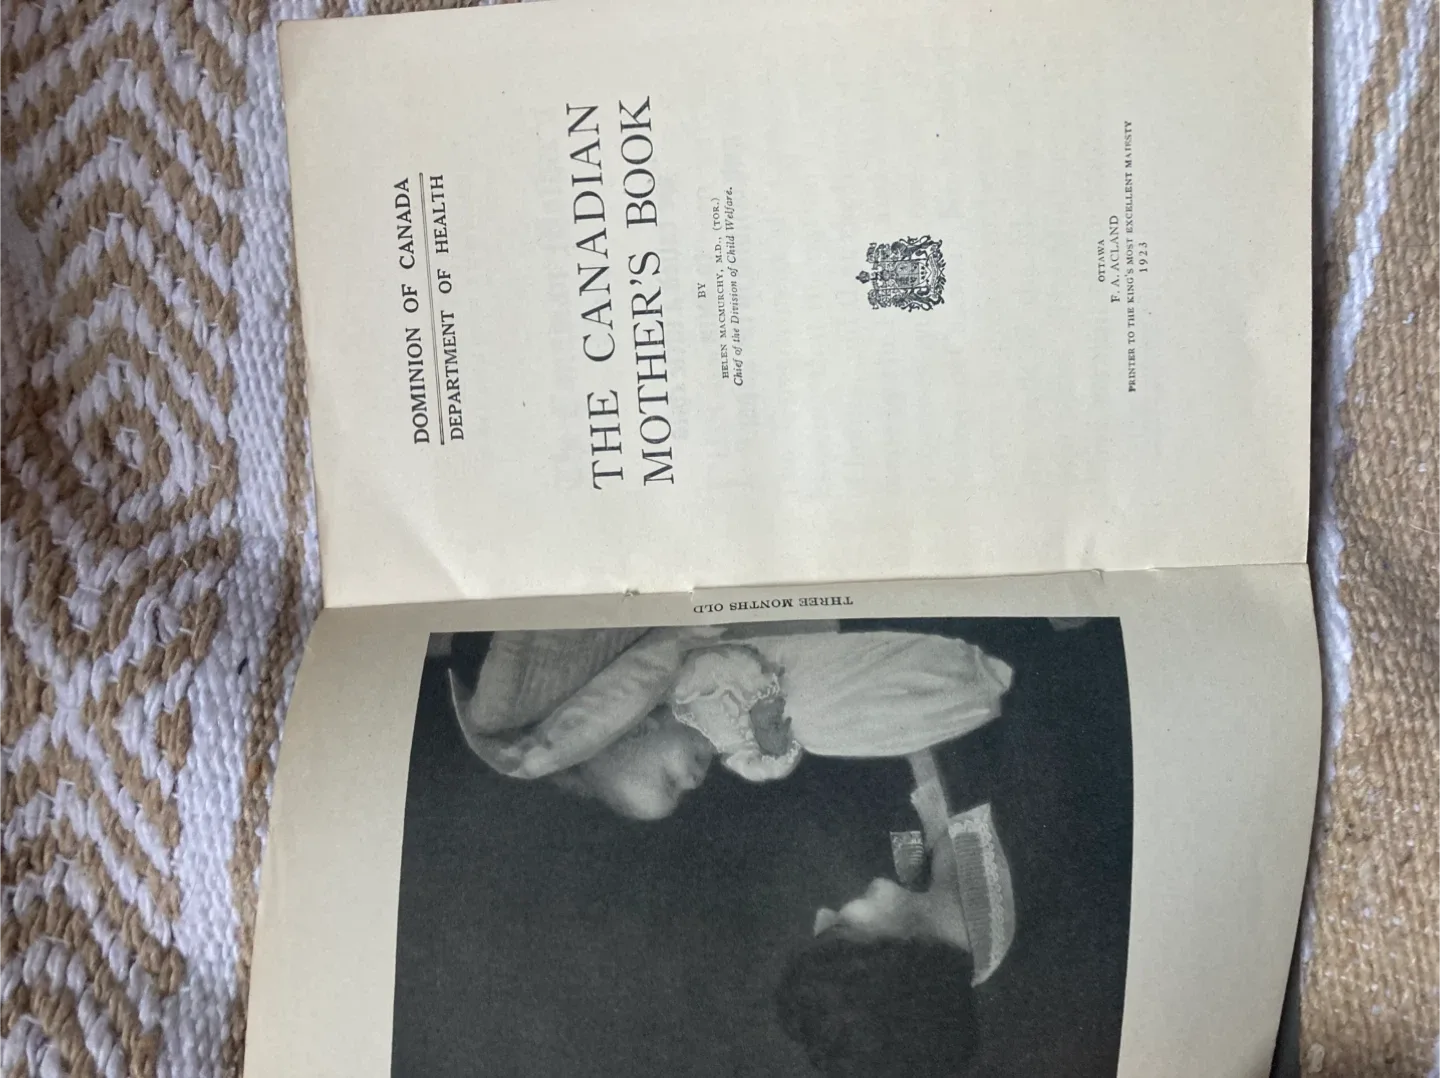 DOMINION OF CANADA
DEPARTMENT OF HEALTH
THE CANADIAN
MOTHER'S BOOK
BY
HELEN MACMURCHY, M.D., (TOR.)
Chief of the Division of Child Welfare.
OTTAWA
F. A. ACLAND
PRINTER TO THE KING'S MOST EXCELLENT MAJESTY
1923
THREE MONTHS OLD